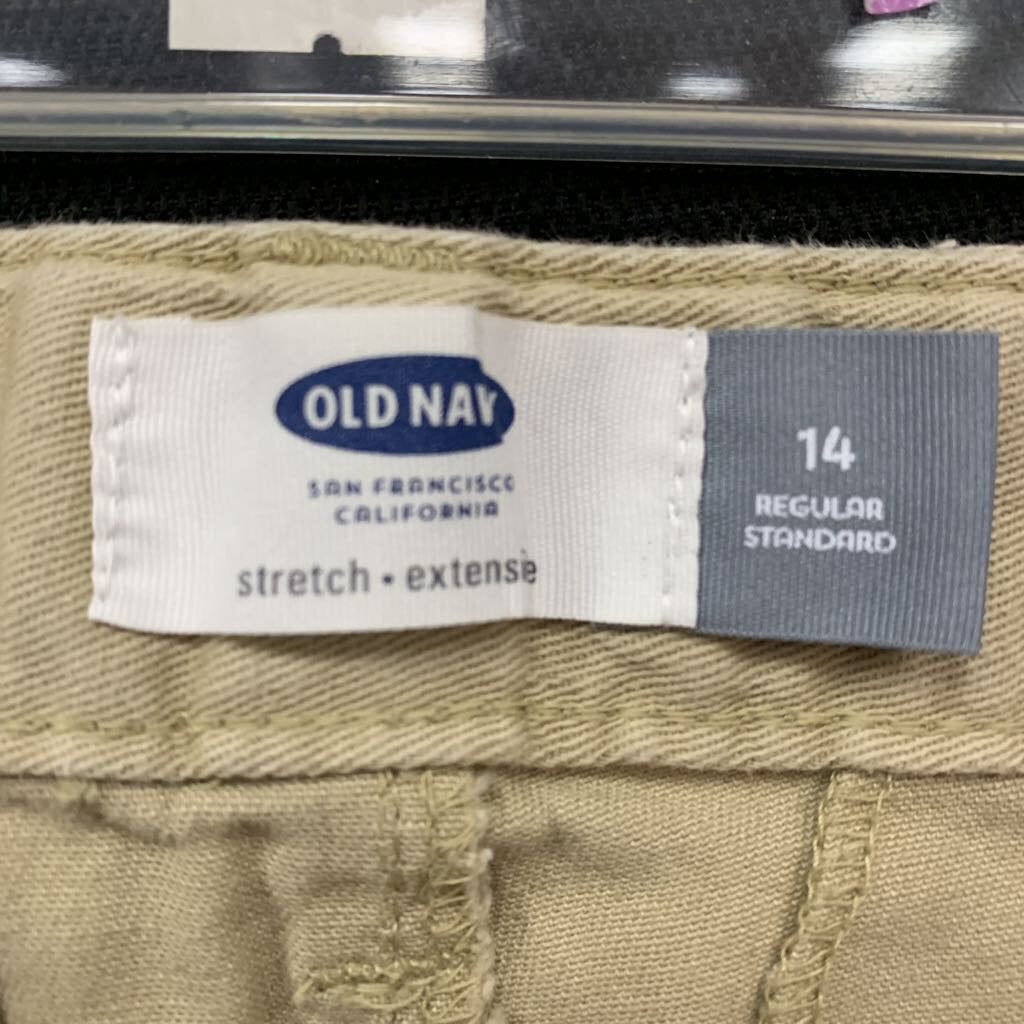 OLD NAV
SAN FRANCISCO
CALIFORNIA
stretch • extense
14
REGULAR
STANDARD